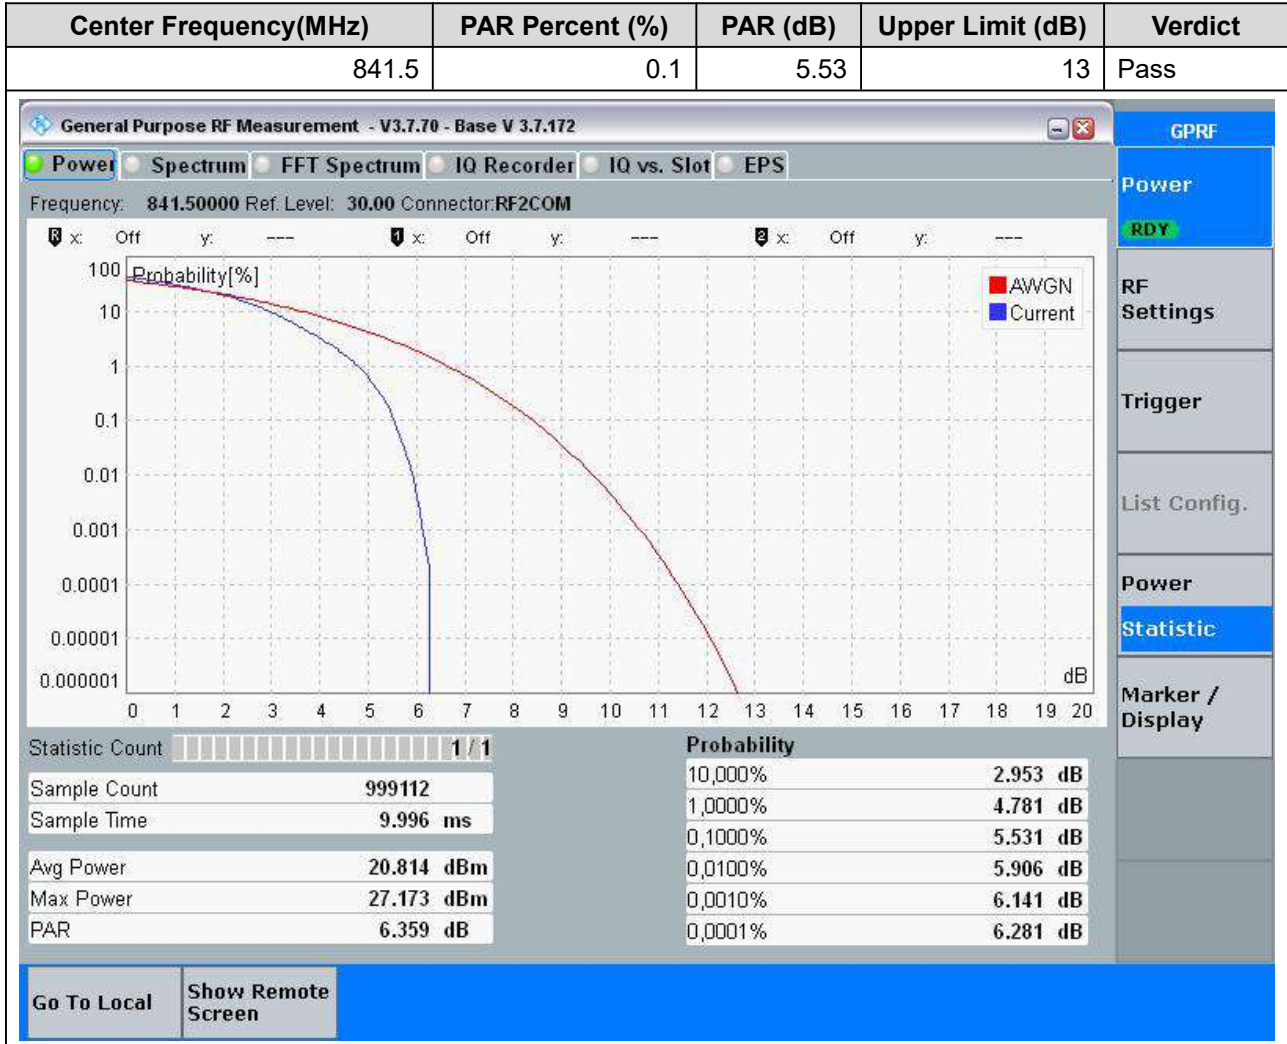 Center Frequency(MHz) PAR Percent (%) PAR (dB) Upper Limit (dB) Verdict
841.5 0.1 5.53 13 Pass
General Purpose RF Measurement - V3.7.70 - Base V 3.7.172
GPRF
Power Spectrum FFT Spectrum IQ Recorder IQ vs. Slot EPS
Power
RDY
Frequency: 841.50000 Ref. Level: 30.00 Connector:RF2COM
R x: Off y: --- 1 x: Off y: --- 2 x: Off y: ---
Probability[%]
AWGN
Current
100
10
1
0.1
0.01
0.001
0.0001
0.00001
0.000001
dB
0 1 2 3 4 5 6 7 8 9 10 11 12 13 14 15 16 17 18 19 20
RF
Settings
Trigger
List Config.
Power
Statistic
Marker /
Display
Statistic Count 1 / 1
Sample Count 999112
Sample Time 9.996 ms
Avg Power 20.814 dBm
Max Power 27.173 dBm
PAR 6.359 dB
Probability
10,000% 2.953 dB
1,0000% 4.781 dB
0,1000% 5.531 dB
0,0100% 5.906 dB
0,0010% 6.141 dB
0,0001% 6.281 dB
Go To Local
Show Remote
Screen